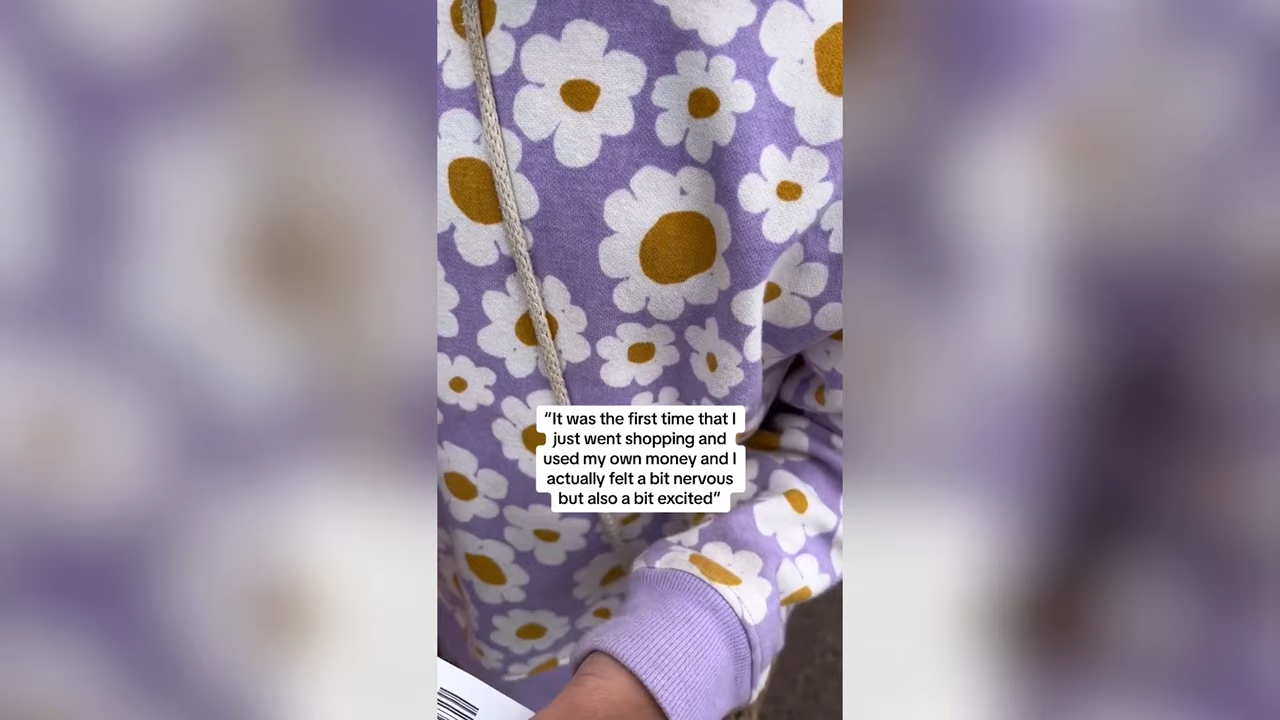 “It was the first time that I
just went shopping and
used my own money and I
actually felt a bit nervous
but also a bit excited”